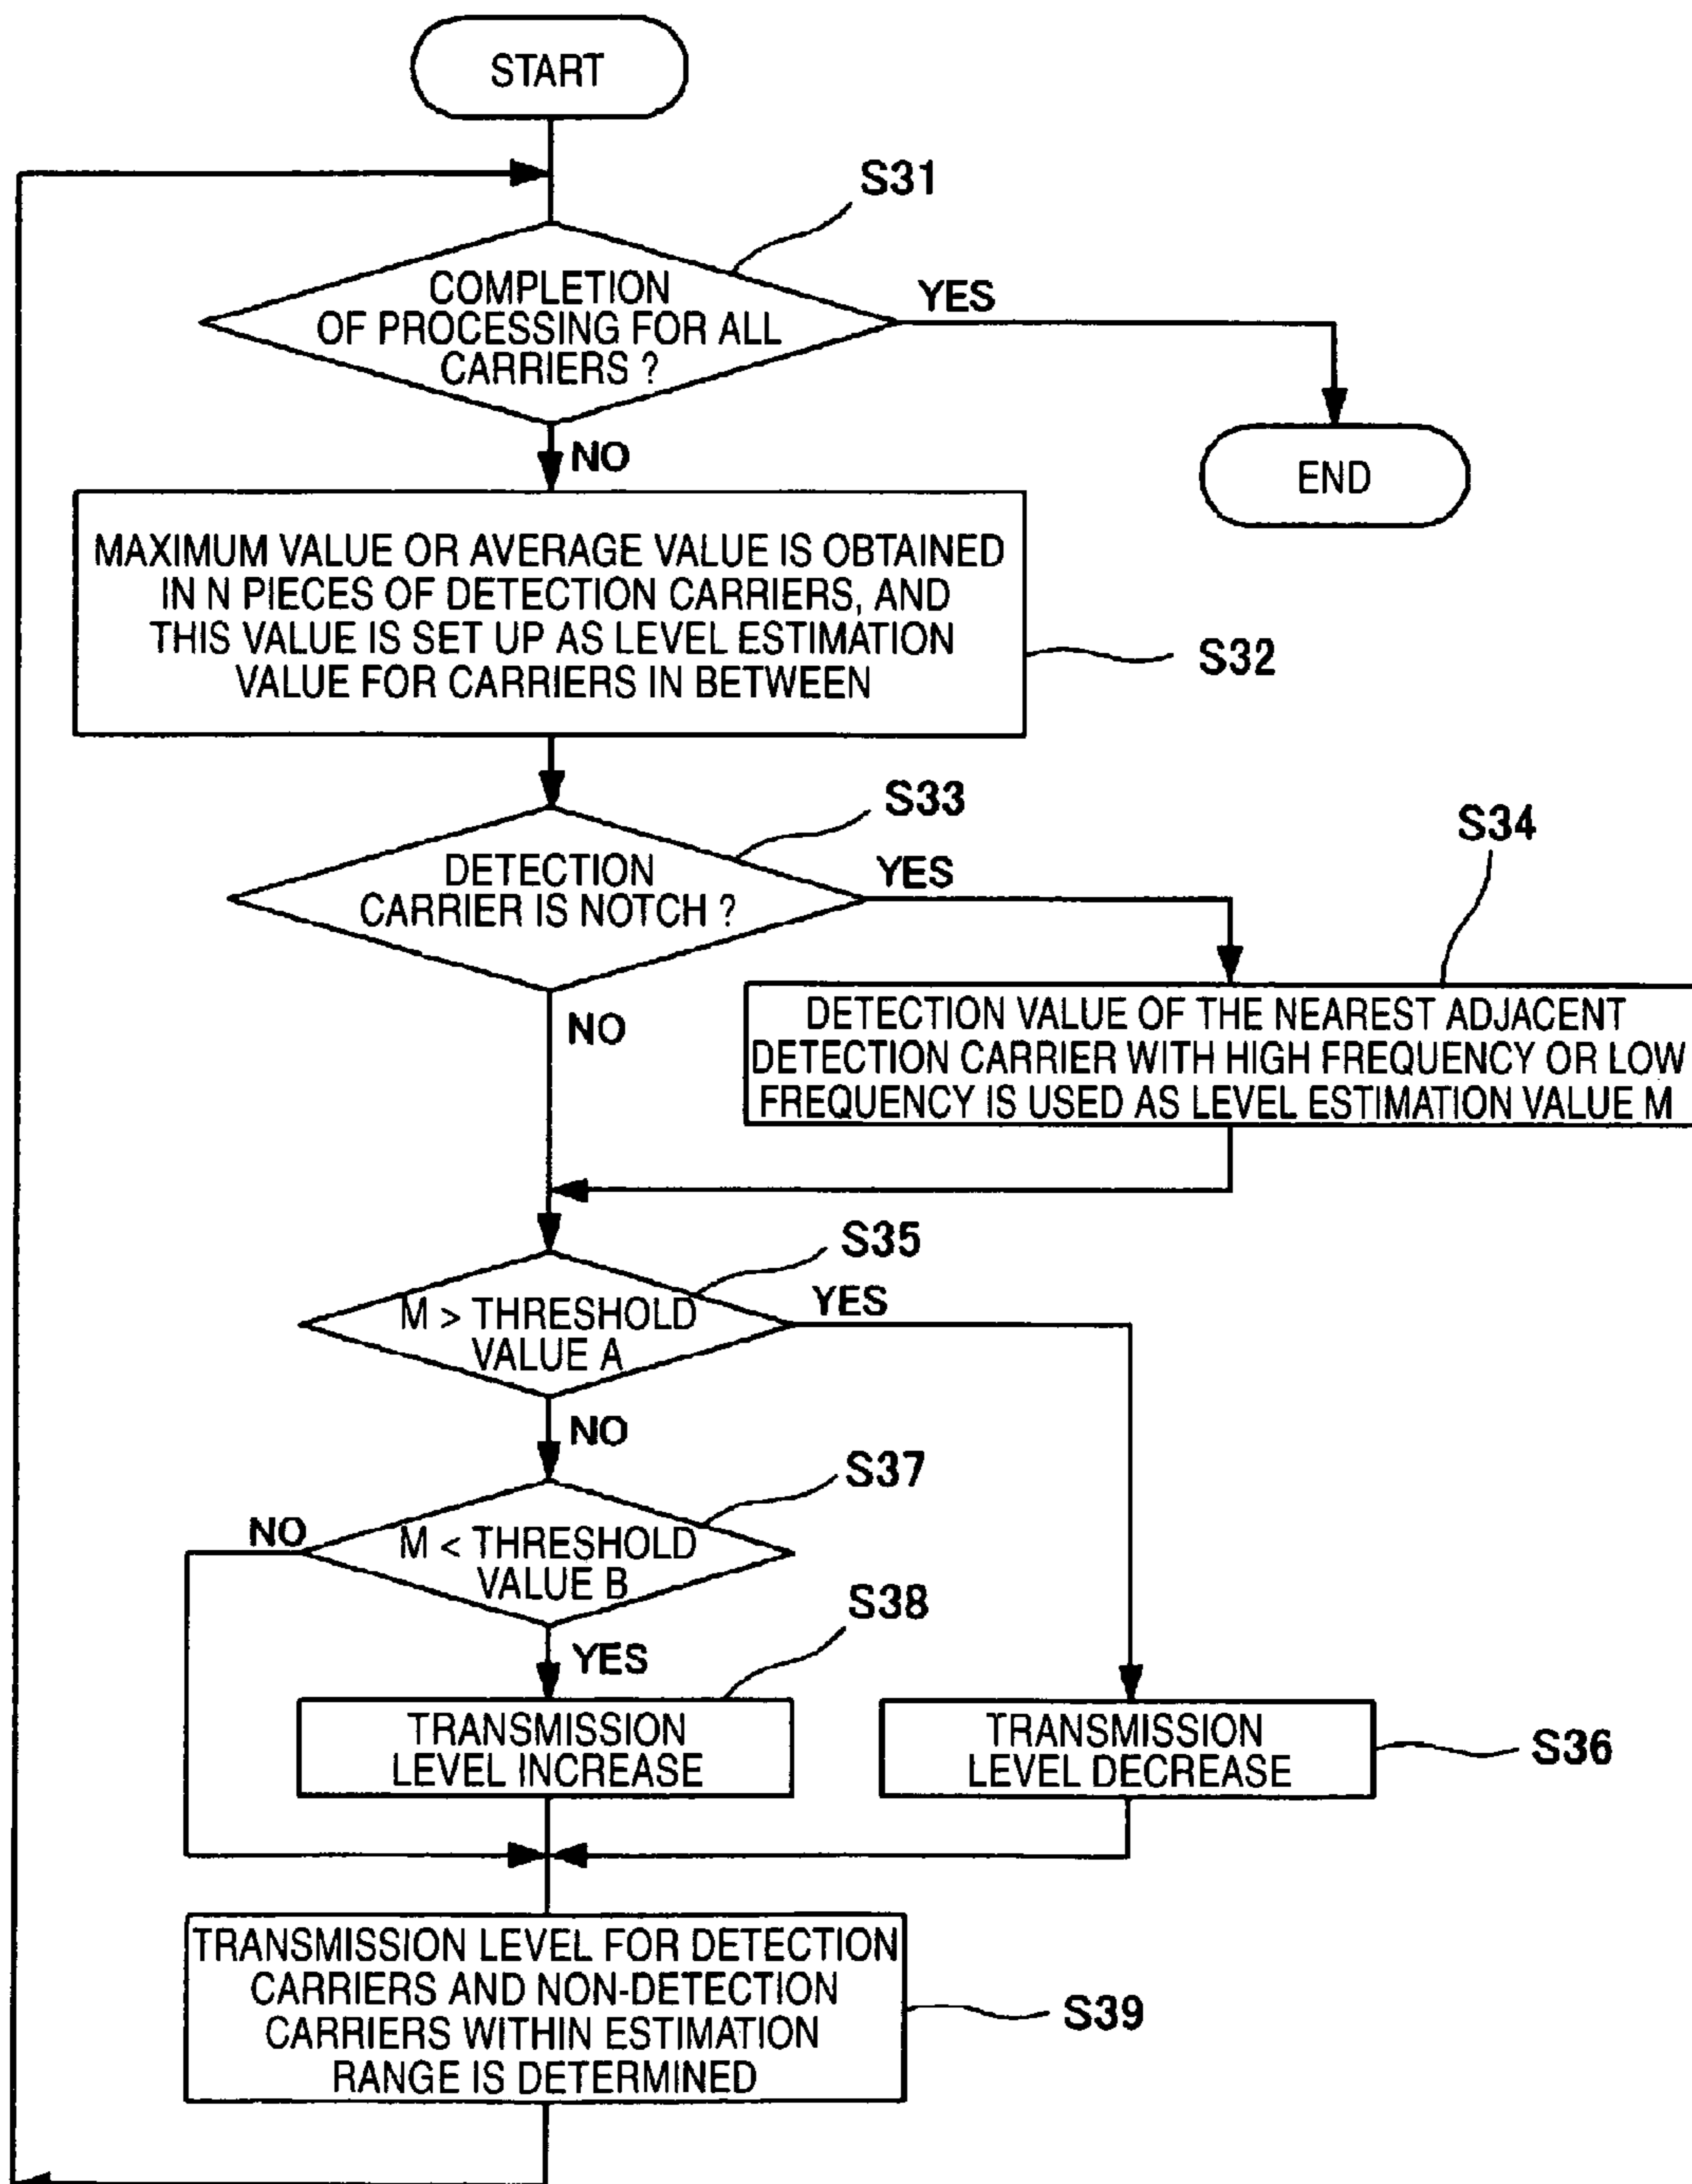 START
S31
COMPLETION
OF PROCESSING FOR ALL
CARRIERS ?
YES
NO
END
MAXIMUM VALUE OR AVERAGE VALUE IS OBTAINED
IN N PIECES OF DETECTION CARRIERS, AND
THIS VALUE IS SET UP AS LEVEL ESTIMATION
VALUE FOR CARRIERS IN BETWEEN
S32
S33
DETECTION
CARRIER IS NOTCH ?
YES
S34
NO
DETECTION VALUE OF THE NEAREST ADJACENT
DETECTION CARRIER WITH HIGH FREQUENCY OR LOW
FREQUENCY IS USED AS LEVEL ESTIMATION VALUE M
S35
M > THRESHOLD
VALUE A
YES
NO
S37
NO
M < THRESHOLD
VALUE B
S38
YES
TRANSMISSION
LEVEL INCREASE
TRANSMISSION
LEVEL DECREASE
S36
TRANSMISSION LEVEL FOR DETECTION
CARRIERS AND NON-DETECTION
CARRIERS WITHIN ESTIMATION
RANGE IS DETERMINED
S39